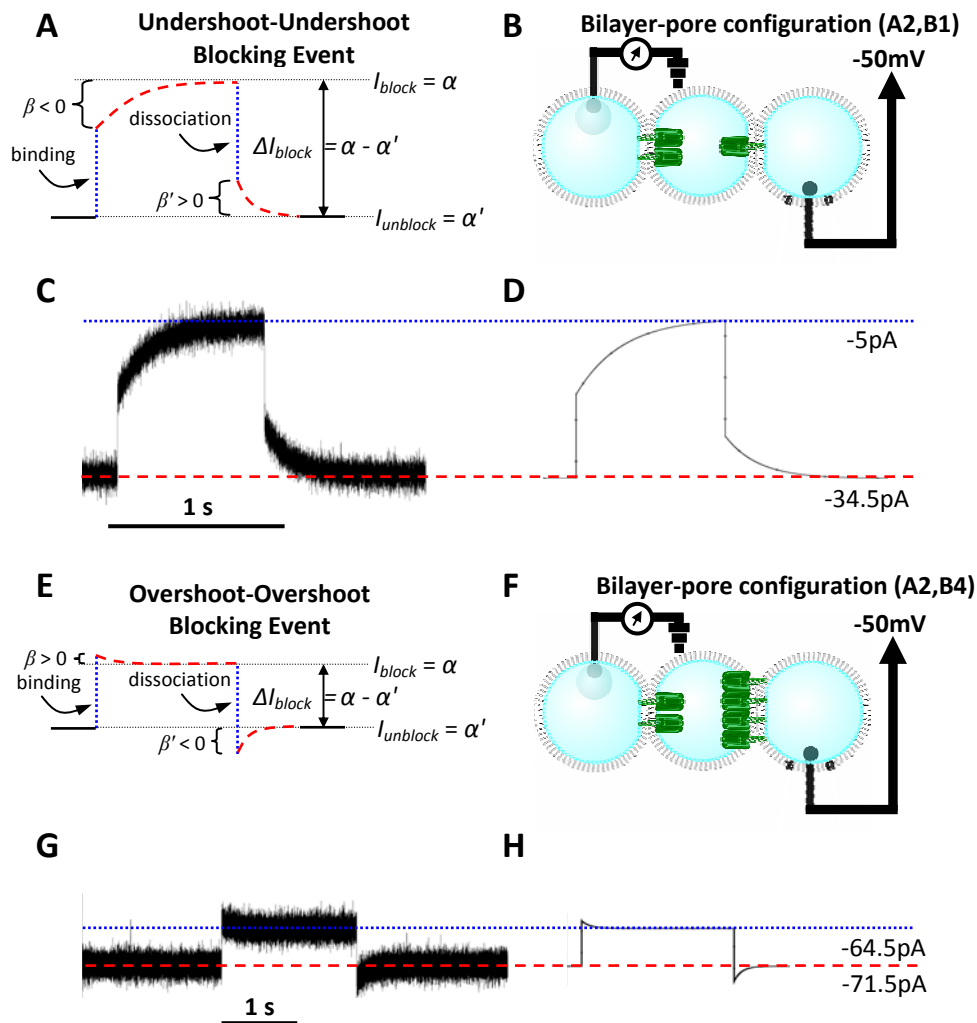 A
Undershoot-Undershoot
Blocking Event
β < 0
binding
dissociation
β' > 0
I_block = α
ΔI_block = α - α'
I_unblock = α'
B
Bilayer-pore configuration (A2,B1)
-50mV
C
1 s
D
-5pA
-34.5pA
E
Overshoot-Overshoot
Blocking Event
β > 0
binding
dissociation
β' < 0
I_block = α
ΔI_block = α - α'
I_unblock = α'
F
Bilayer-pore configuration (A2,B4)
-50mV
G
1 s
H
-64.5pA
-71.5pA